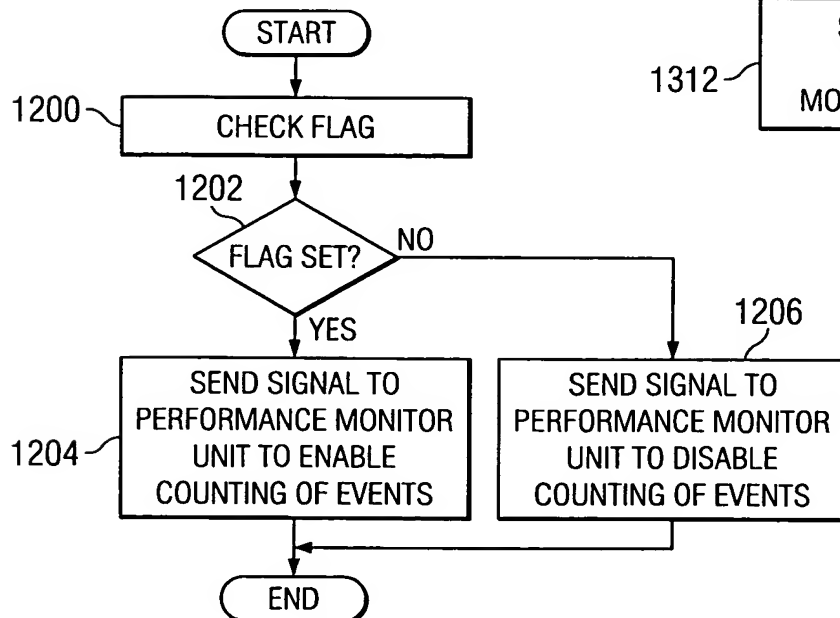 START
1200
CHECK FLAG
1202
FLAG SET?
NO
YES
1204
SEND SIGNAL TO
PERFORMANCE MONITOR
UNIT TO ENABLE
COUNTING OF EVENTS
1206
SEND SIGNAL TO
PERFORMANCE MONITOR
UNIT TO DISABLE
COUNTING OF EVENTS
END
1312